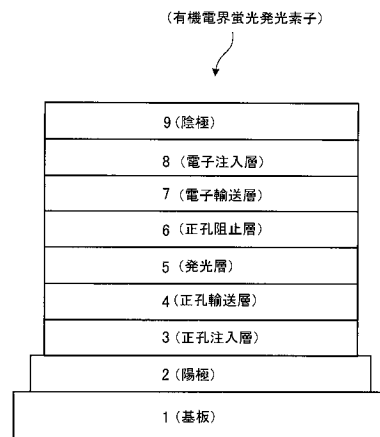 (有機電界蛍光発光素子)
9 (陰極)
8 (電子注入層)
7 (電子輸送層)
6 (正孔阻止層)
5 (発光層)
4 (正孔輸送層)
3 (正孔注入層)
2 (陽極)
1 (基板)